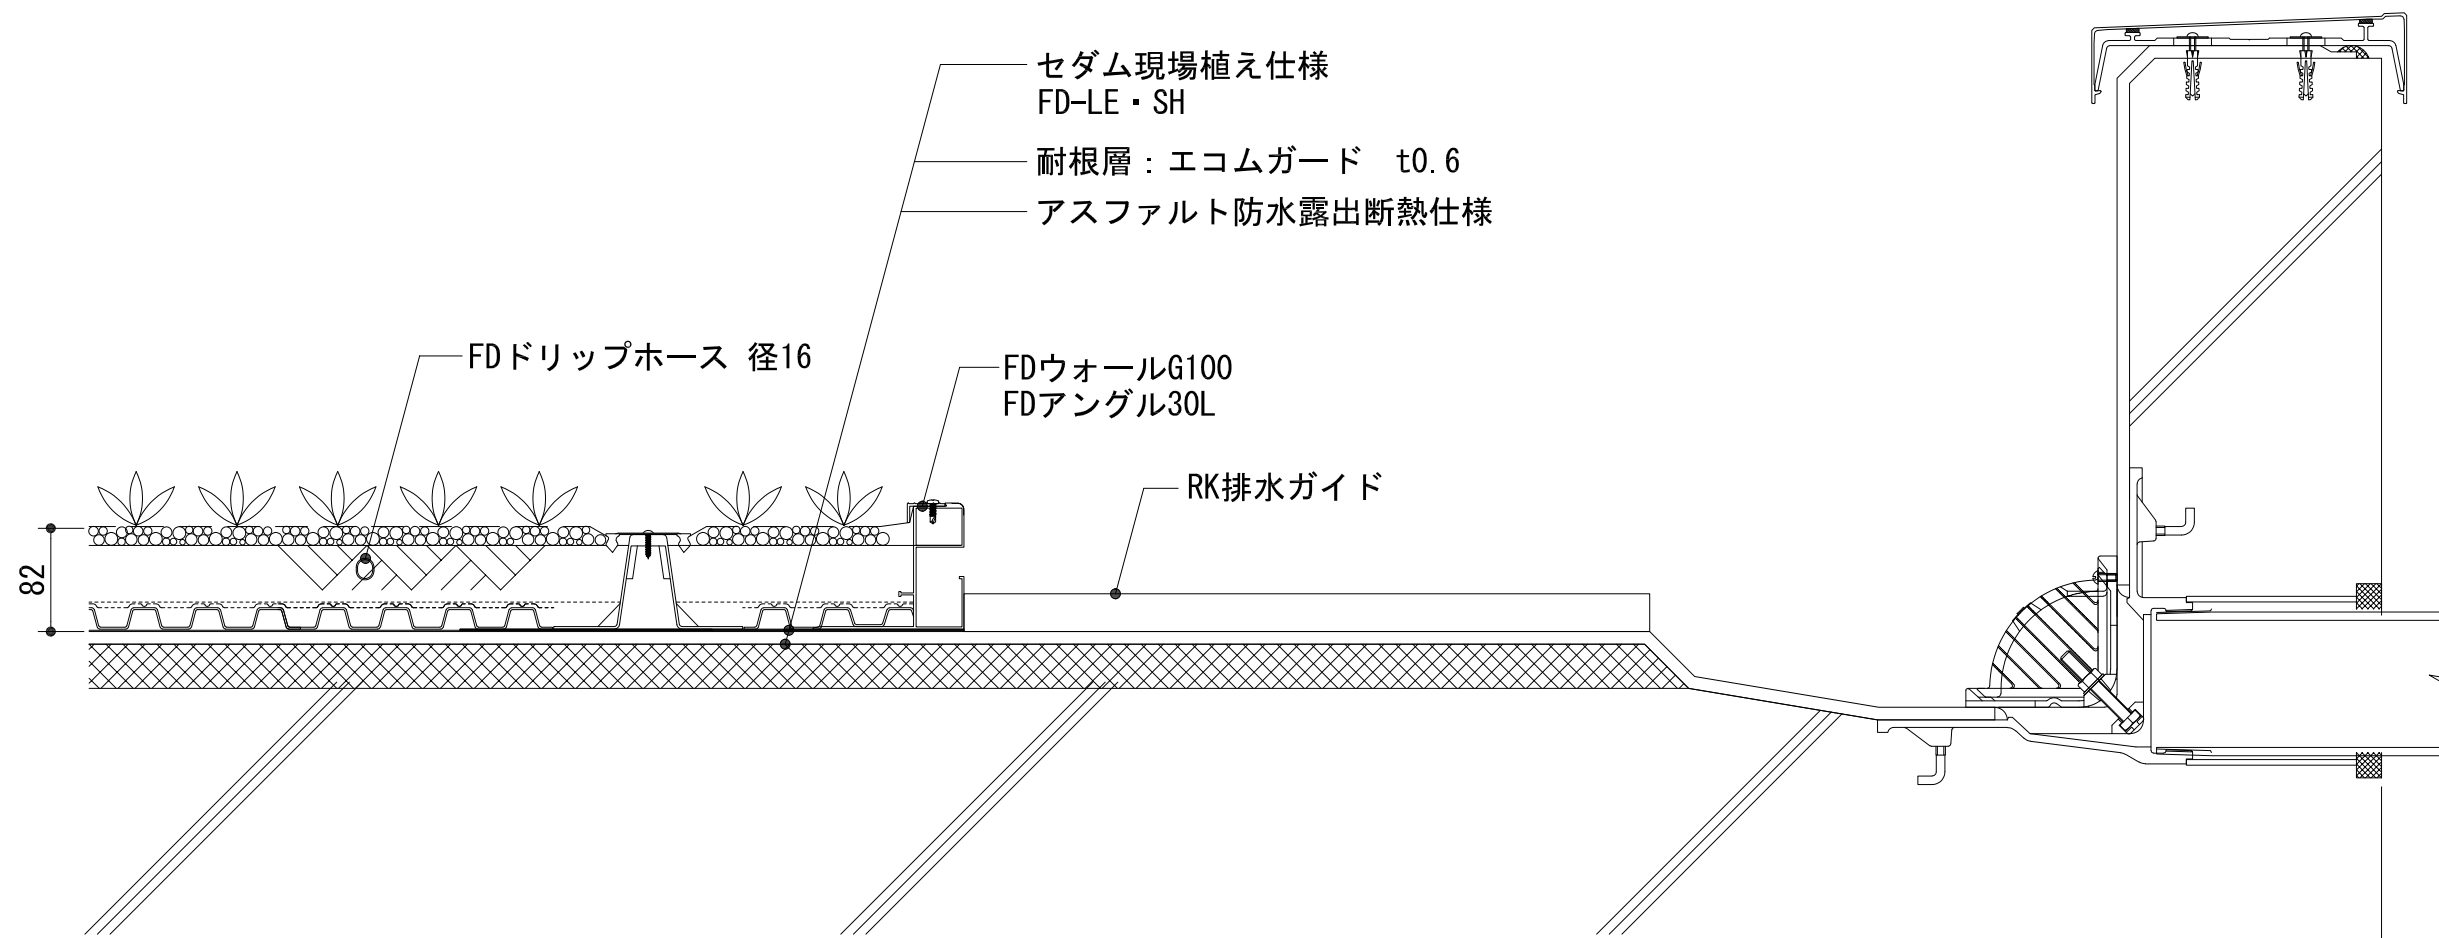 セダム現場植え仕様
FD-LE・SH
耐根層：エコムガード　t0.6
アスファルト防水露出断熱仕様
FDドリップホース 径16
FDウォールG100
FDアングル30L
RK排水ガイド
82